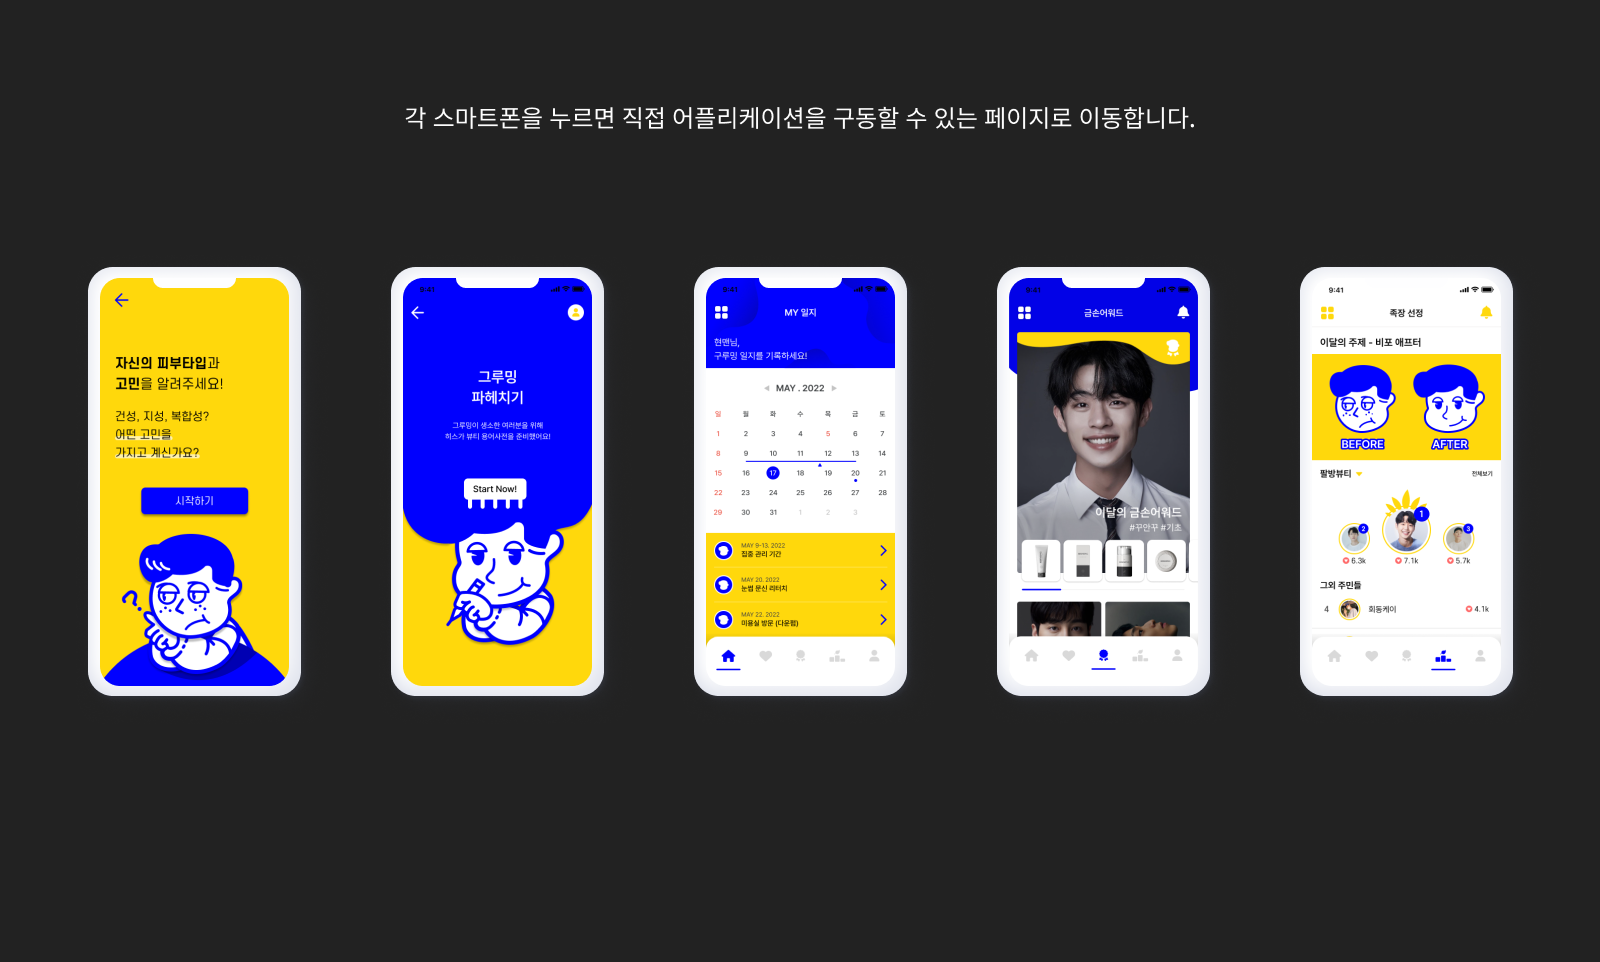 각 스마트폰을 누르면 직접 어플리케이션을 구동할 수 있는 페이지로 이동합니다.
자신의 피부타입과
고민을 알려주세요!
건성, 지성, 복합성?
어떤 고민을
가지고 계신가요?
시작하기
9:41
그루밍
파헤치기
그루밍이 생소한 여러분을 위해
히스가 뷰티 용어사전을 준비했어요!
Start Now!
9:41
MY 일지
현맨님,
구루밍 일지를 기록하세요!
MAY . 2022
일 월 화 수 목 금 토
1 2 3 4 5 6 7
8 9 10 11 12 13 14
15 16 17 18 19 20 21
22 23 24 25 26 27 28
29 30 31 1 2 3
MAY 9-13. 2022
집중 관리 기간
MAY 20. 2022
눈썹 문신 리터치
MAY 22. 2022
미용실 방문 (다운펌)
9:41
금손어워드
이달의 금손어워드
#꾸안꾸 #기초
9:41
족장 선정
이달의 주제 - 비포 애프터
BEFORE AFTER
팔방뷰티
전체보기
1
2
3
6.3k
7.1k
5.7k
그외 주민들
4 회동케이 4.1k